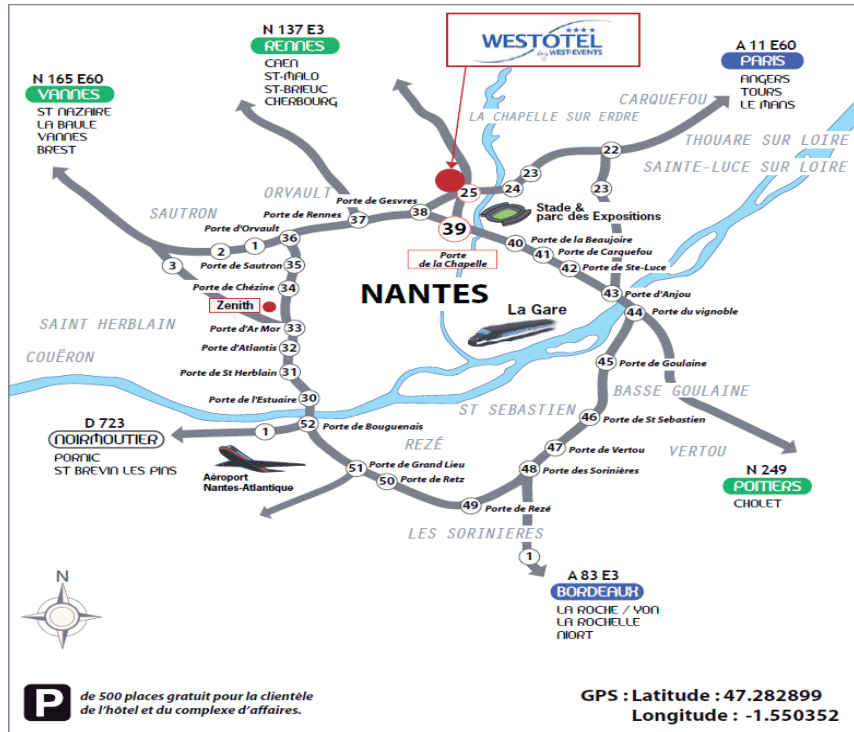 WESTOTEL
by WEST-EVENTS
N 137 E3
RENNES
CAEN
ST-MALO
ST-BRIEUC
CHERBOURG
A 11 E60
PARIS
ANGERS
TOURS
LE MANS
N 165 E60
VANNES
ST NAZAIRE
LA BAULE
VANNES
BREST
CARQUEFOU
LA CHAPELLE SUR ERDRE
THOUARE SUR LOIRE
SAINTE-LUCE SUR LOIRE
22
23
23
24
25
ORVAULT
Porte de Gesvres
38
Stade &
parc des Expositions
SAUTRON
Porte de Rennes
37
39
Porte d'Orvault
36
1
2
3
40
Porte de la Beaujoire
41
Porte de Carquefou
42
Porte de Ste-Luce
Porte
de la Chapelle
Porte de Sautron
35
Porte de Chézine
34
NANTES
43
Porte d'Anjou
Zenith
La Gare
44
Porte du vignoble
SAINT HERBLAIN
Porte d'Ar Mor
33
COUËRON
Porte d'Atlantis
32
Porte de St Herblain
31
45
Porte de Goulaine
BASSE GOULAINE
Porte de l'Estuaire
30
ST SEBASTIEN
46
Porte de St Sebastien
D 723
NOIRMOUTIER
PORNIC
ST BREVIN LES PINS
1
52
Porte de Bouguenais
REZÉ
47
Porte de Vertou
VERTOU
Aéroport
Nantes-Atlantique
51
Porte de Grand Lieu
50
Porte de Retz
48
Porte des Sorinières
N 249
POITIERS
CHOLET
49
Porte de Rezé
LES SORINIERES
1
A 83 E3
BORDEAUX
LA ROCHE / YON
LA ROCHELLE
NIORT
N
P
de 500 places gratuit pour la clientèle
de l'hôtel et du complexe d'affaires.
GPS : Latitude : 47.282899
Longitude : -1.550352